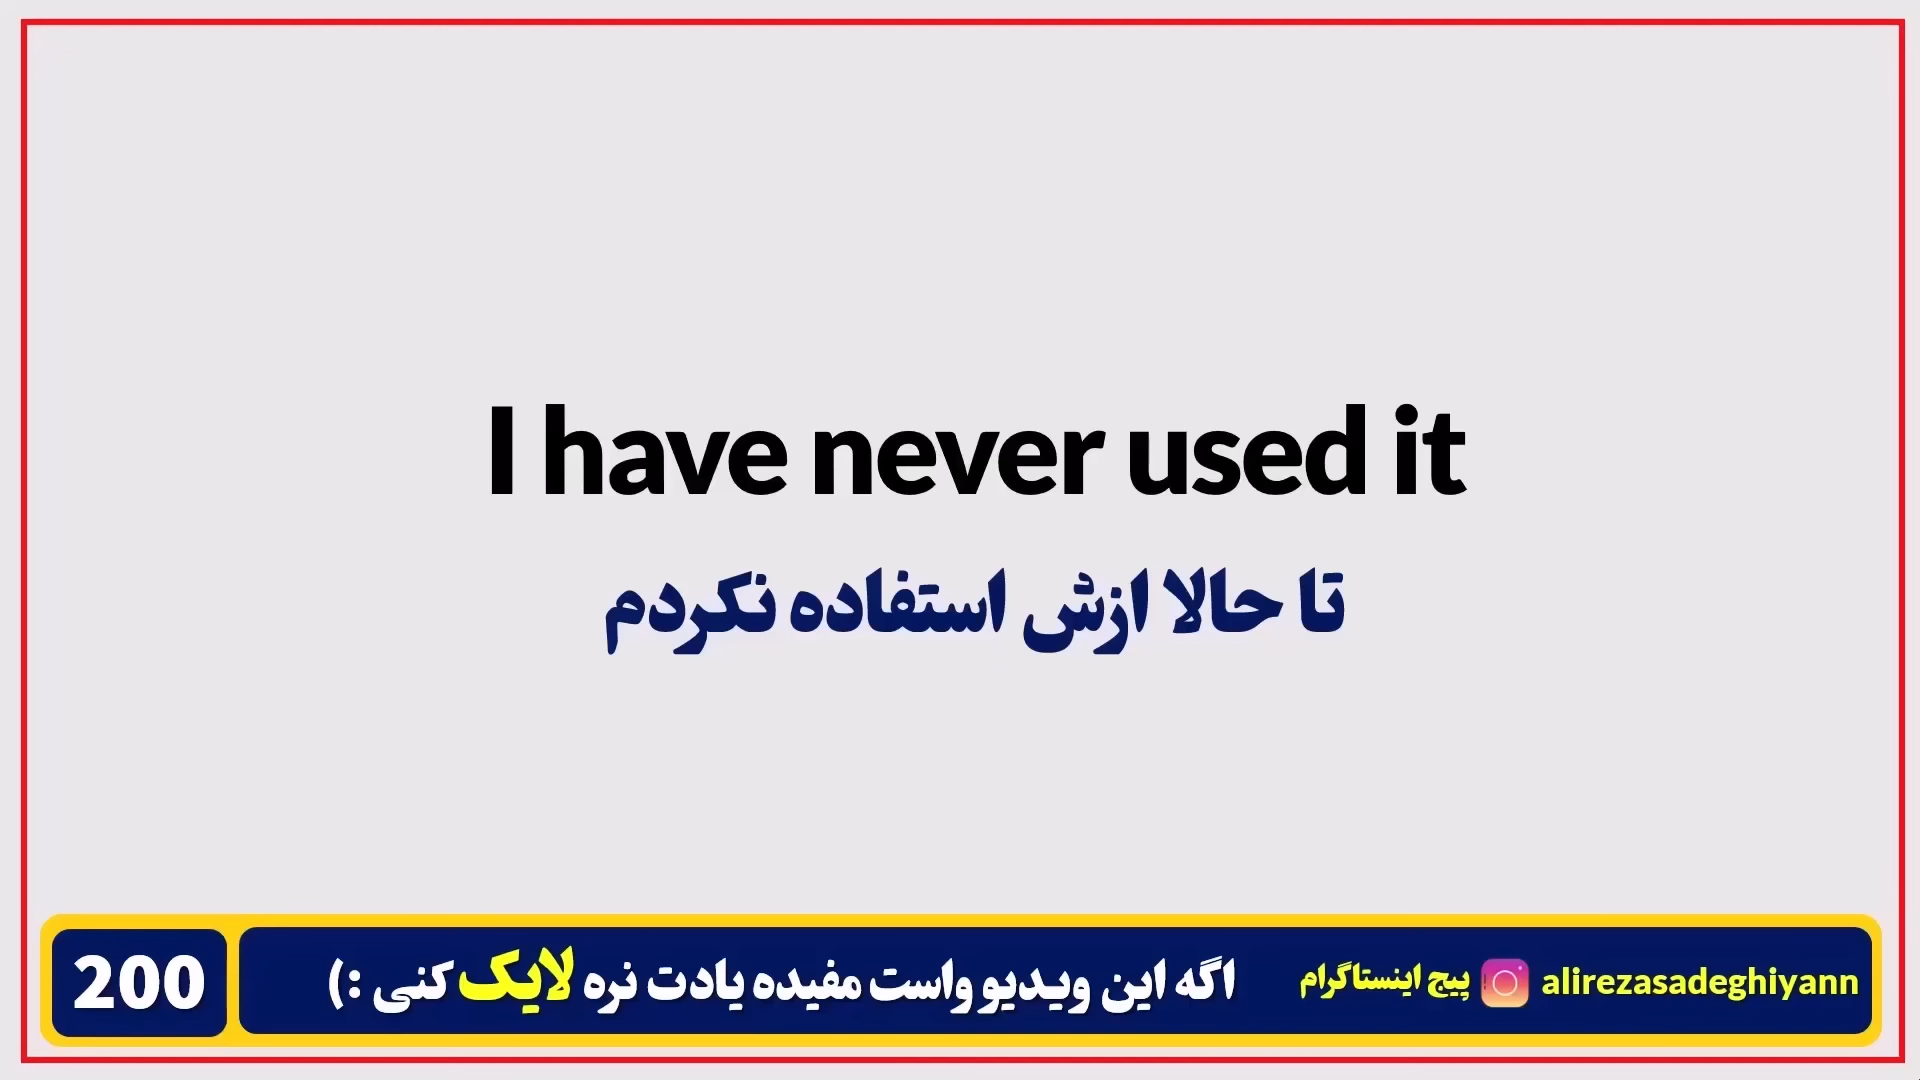 I have never used it
تا حالا ازش استفاده نکردم
200
اگه این ویدیو واست مفیده یادت نره لایک کنی :)
پیج اینستاگرام
alirezasadeghiyann